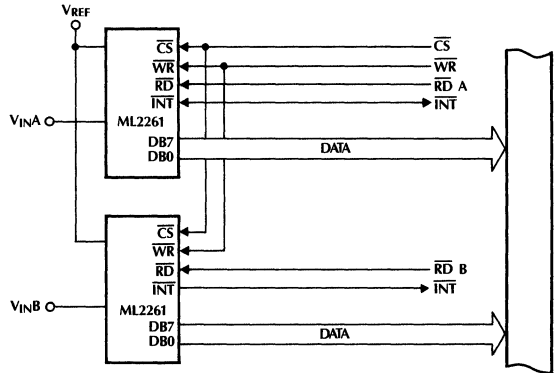 VREF
CS CS
WR WR
RD RD A
INT INT
VINA
ML2261
DB7
DB0
DATA
CS
WR
RD RD B
INT INT
VINB
ML2261
DB7
DB0
DATA